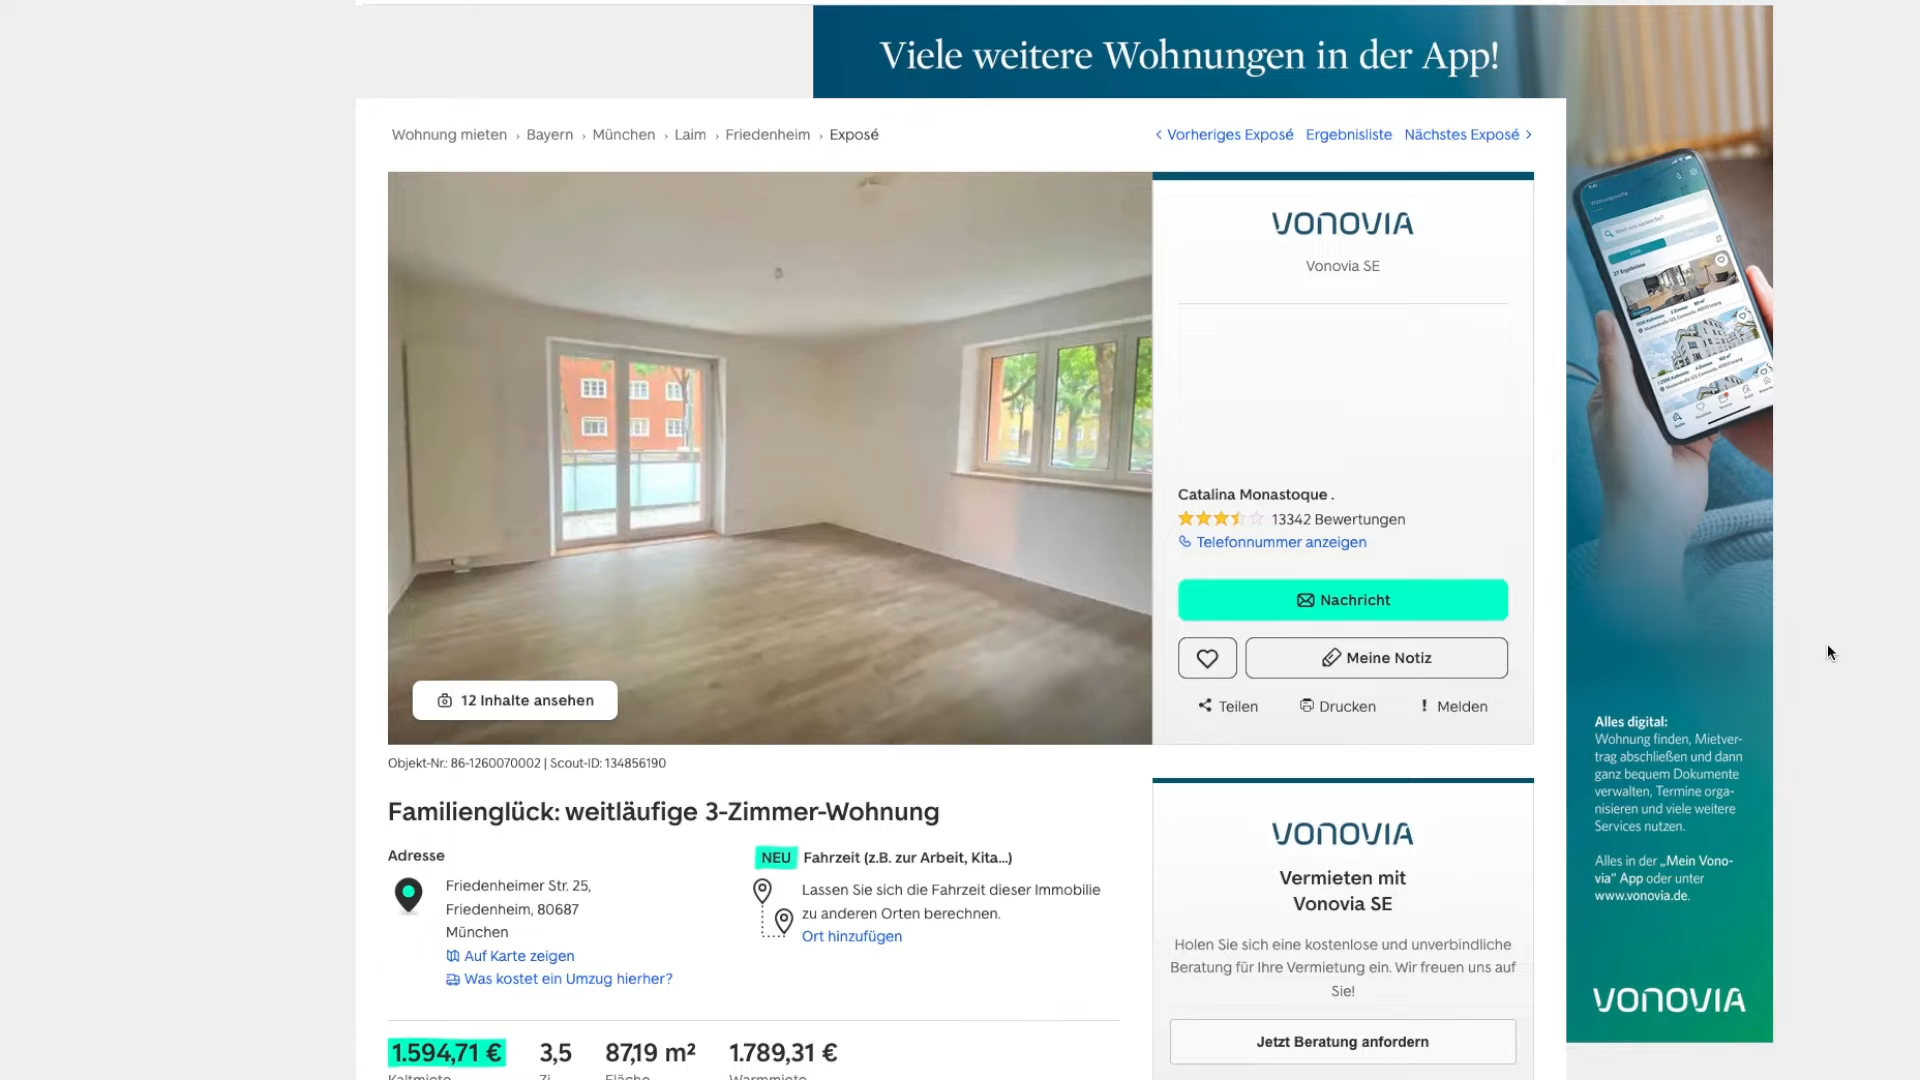 Viele weitere Wohnungen in der App!
Wohnung mieten › Bayern › München › Laim › Friedenheim › Exposé
‹ Vorheriges Exposé Ergebnisliste Nächstes Exposé ›
VONOVIA
Vonovia SE
Catalina Monastoque .
13342 Bewertungen
Telefonnummer anzeigen
Nachricht
Meine Notiz
Teilen Drucken Melden
12 Inhalte ansehen
Objekt-Nr.: 86-1260070002 | Scout-ID: 134856190
Familienglück: weitläufige 3-Zimmer-Wohnung
Adresse
Friedenheimer Str. 25,
Friedenheim, 80687
München
Auf Karte zeigen
Was kostet ein Umzug hierher?
NEU Fahrzeit (z.B. zur Arbeit, Kita...)
Lassen Sie sich die Fahrzeit dieser Immobilie
zu anderen Orten berechnen.
Ort hinzufügen
1.594,71 € 3,5 87,19 m² 1.789,31 €
Kaltmiete Zi. Fläche Warmmiete
VONOVIA
Vermieten mit
Vonovia SE
Holen Sie sich eine kostenlose und unverbindliche
Beratung für Ihre Vermietung ein. Wir freuen uns auf
Sie!
Jetzt Beratung anfordern
Alles digital:
Wohnung finden, Mietver-
trag abschließen und dann
ganz bequem Dokumente
verwalten, Termine orga-
nisieren und viele weitere
Services nutzen.
Alles in der „Mein Vono-
via“ App oder unter
www.vonovia.de.
VONOVIA